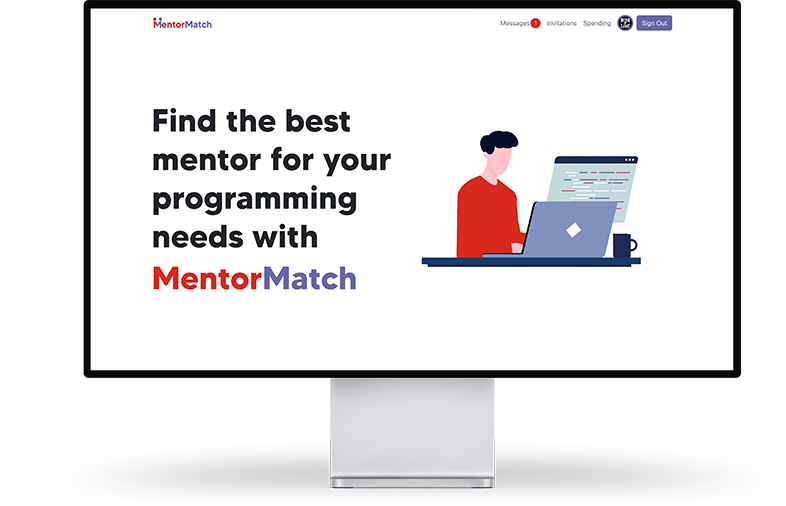 MentorMatch
Messages 1 Invitations Spending Sign Out
Find the best
mentor for your
programming
needs with
MentorMatch